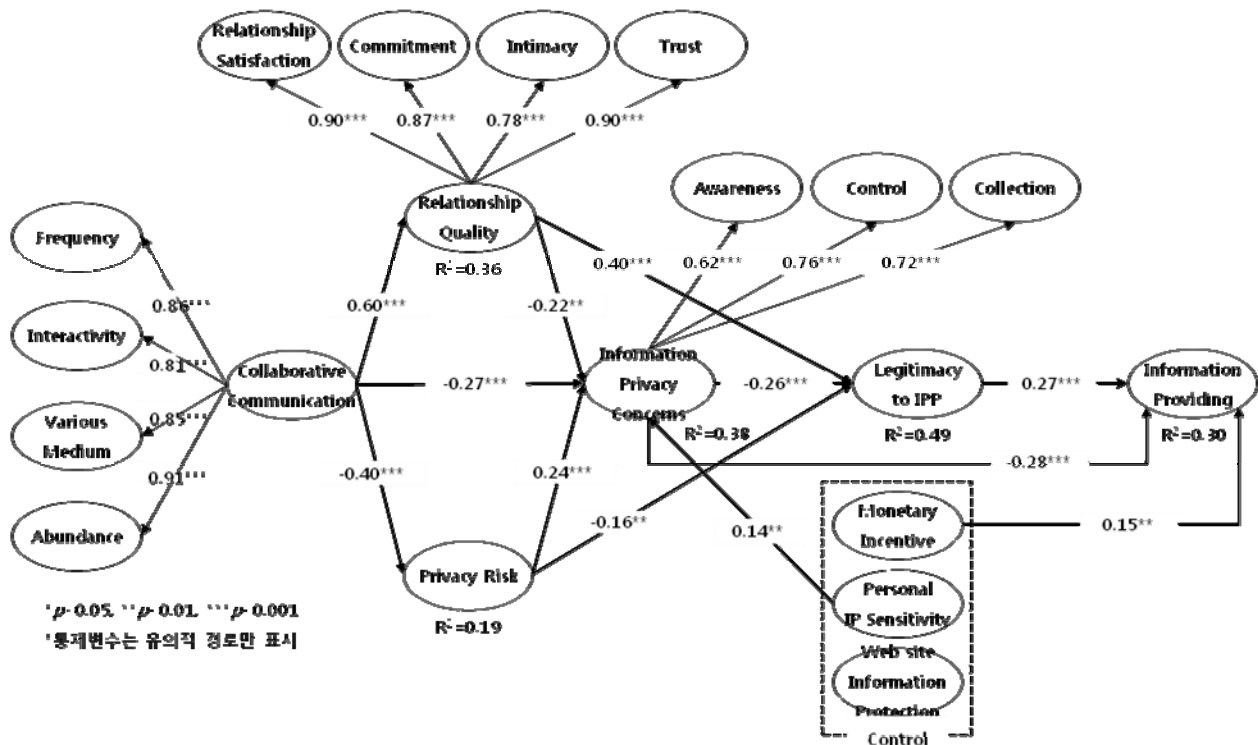 Relationship
Satisfaction
Commitment
Intimacy
Trust
0.90***
0.87***
0.78***
0.90***
Awareness
Control
Collection
Relationship
Quality
R²=0.36
0.62***
0.76***
0.72***
Frequency
Interactivity
Various
Medium
Abundance
0.86***
0.81***
0.85***
0.91***
Collaborative
Communication
0.60***
-0.27***
-0.40***
-0.22**
0.40***
Information
Privacy
Concerns
R²=0.38
-0.26***
Legitimacy
to IPP
R²=0.49
0.27***
Information
Providing
R²=0.30
-0.28***
0.24***
-0.16**
0.14**
0.15**
Privacy Risk
R²=0.19
Monetary
Incentive
Personal
IP Sensitivity
Web site
Information
Protection
Control
*p 0.05, **p 0.01, ***p 0.001
*통제변수는 유의적 경로만 표시